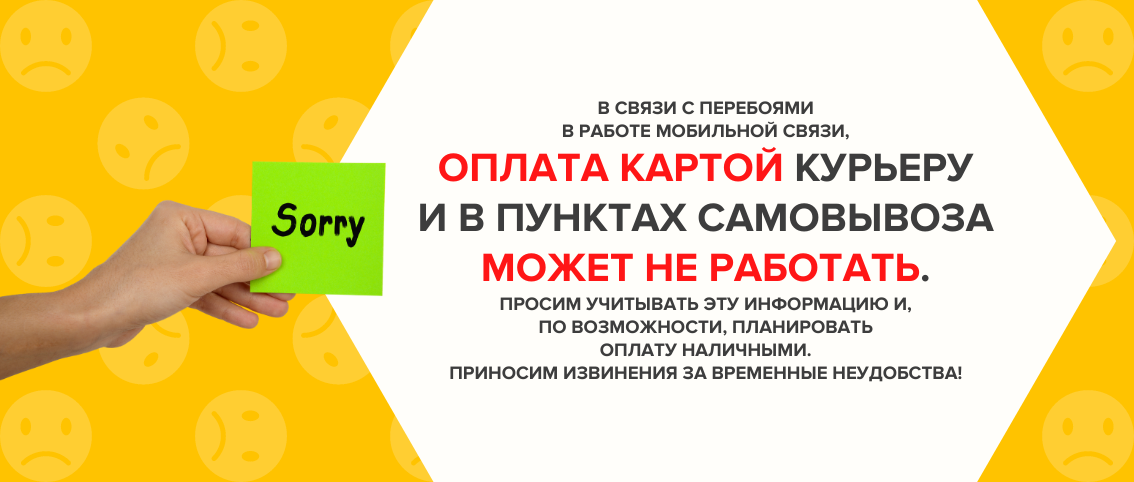 Sorry
В СВЯЗИ С ПЕРЕБОЯМИ
В РАБОТЕ МОБИЛЬНОЙ СВЯЗИ,
ОПЛАТА КАРТОЙ КУРЬЕРУ
И В ПУНКТАХ САМОВЫВОЗА
МОЖЕТ НЕ РАБОТАТЬ.
ПРОСИМ УЧИТЫВАТЬ ЭТУ ИНФОРМАЦИЮ И,
ПО ВОЗМОЖНОСТИ, ПЛАНИРОВАТЬ
ОПЛАТУ НАЛИЧНЫМИ.
ПРИНОСИМ ИЗВИНЕНИЯ ЗА ВРЕМЕННЫЕ НЕУДОБСТВА!